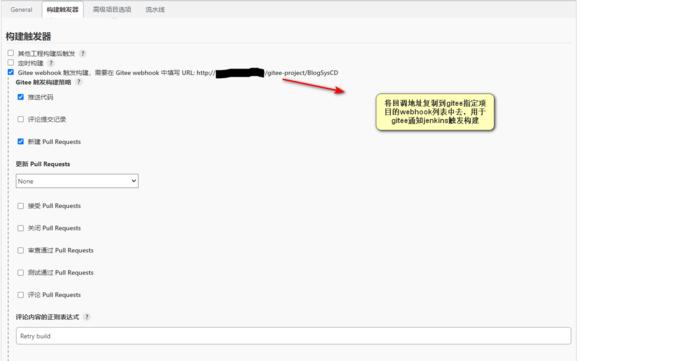 General 构建触发器 高级项目选项 流水线
构建触发器
其他工程构建后触发 ?
定时构建 ?
Gitee webhook 触发构建，需要在 Gitee webhook 中填写 URL: http:// /gitee-project/BlogSysCD
Gitee 触发构建策略 ?
推送代码
将回调地址复制到gitee指定项
目的webhook列表中去，用于
gitee通知jenkins触发构建
评论提交记录
新建 Pull Requests
更新 Pull Requests
None
接受 Pull Requests
关闭 Pull Requests
审查通过 Pull Requests
测试通过 Pull Requests
评论 Pull Requests
评论内容的正则表达式 ?
Retry build